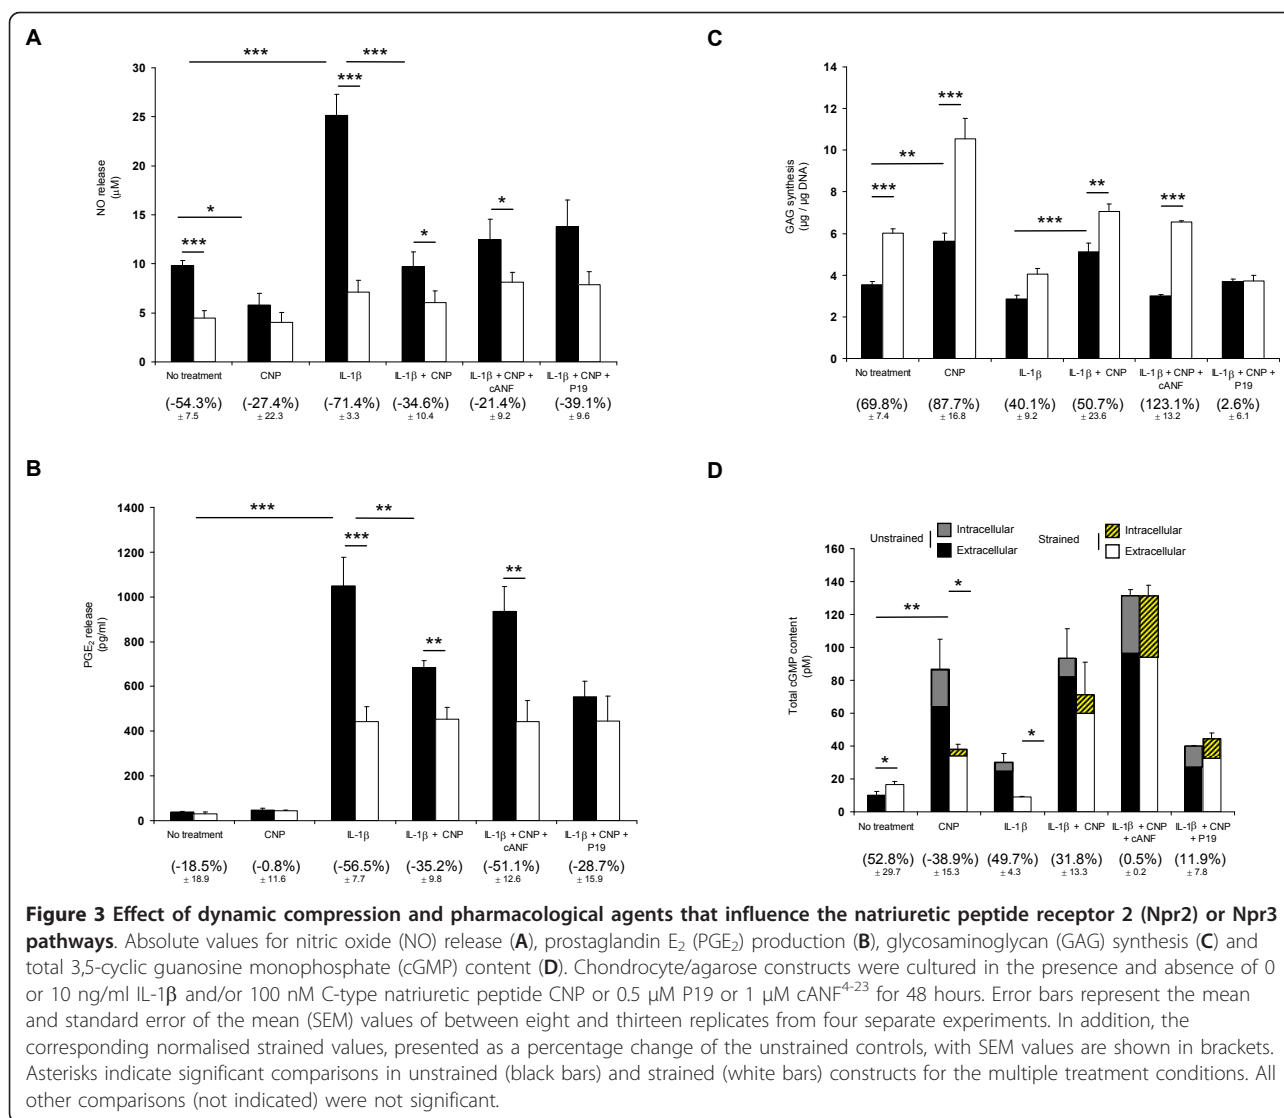 A
***
***
***
*
***
*
*
NO release
(μM)
30
25
20
15
10
5
0
No treatment CNP IL-1β IL-1β + CNP IL-1β + CNP + IL-1β + CNP +
cANF P19
(-54.3%) (-27.4%) (-71.4%) (-34.6%) (-21.4%) (-39.1%)
± 7.5 ± 22.3 ± 3.3 ± 10.4 ± 9.2 ± 9.6
B
***
**
***
**
**
PGE₂ release
(pg/ml)
1400
1200
1000
800
600
400
200
0
No treatment CNP IL-1β IL-1β + CNP IL-1β + CNP + IL-1β + CNP +
cANF P19
(-18.5%) (-0.8%) (-56.5%) (-35.2%) (-51.1%) (-28.7%)
± 18.9 ± 11.6 ± 7.7 ± 9.8 ± 12.6 ± 15.9
C
***
**
***
**
***
***
GAG synthesis
(μg / μg DNA)
14
12
10
8
6
4
2
0
No treatment CNP IL-1β IL-1β + CNP IL-1β + CNP + IL-1β + CNP +
cANF P19
(69.8%) (87.7%) (40.1%) (50.7%) (123.1%) (2.6%)
± 7.4 ± 16.8 ± 9.2 ± 23.6 ± 13.2 ± 6.1
D
Unstrained Intracellular Strained Intracellular
Extracellular Extracellular
*
**
*
*
Total cGMP content
(pM)
160
140
120
100
80
60
40
20
0
No treatment CNP IL-1β IL-1β + CNP IL-1β + CNP IL-1β + CNP
+ cANF + P19
(52.8%) (-38.9%) (49.7%) (31.8%) (0.5%) (11.9%)
± 29.7 ± 15.3 ± 4.3 ± 13.3 ± 0.2 ± 7.8
Figure 3 Effect of dynamic compression and pharmacological agents that influence the natriuretic peptide receptor 2 (Npr2) or Npr3
pathways. Absolute values for nitric oxide (NO) release (A), prostaglandin E₂ (PGE₂) production (B), glycosaminoglycan (GAG) synthesis (C) and
total 3,5-cyclic guanosine monophosphate (cGMP) content (D). Chondrocyte/agarose constructs were cultured in the presence and absence of 0
or 10 ng/ml IL-1β and/or 100 nM C-type natriuretic peptide CNP or 0.5 μM P19 or 1 μM cANF⁴⁻²³ for 48 hours. Error bars represent the mean
and standard error of the mean (SEM) values of between eight and thirteen replicates from four separate experiments. In addition, the
corresponding normalised strained values, presented as a percentage change of the unstrained controls, with SEM values are shown in brackets.
Asterisks indicate significant comparisons in unstrained (black bars) and strained (white bars) constructs for the multiple treatment conditions. All
other comparisons (not indicated) were not significant.